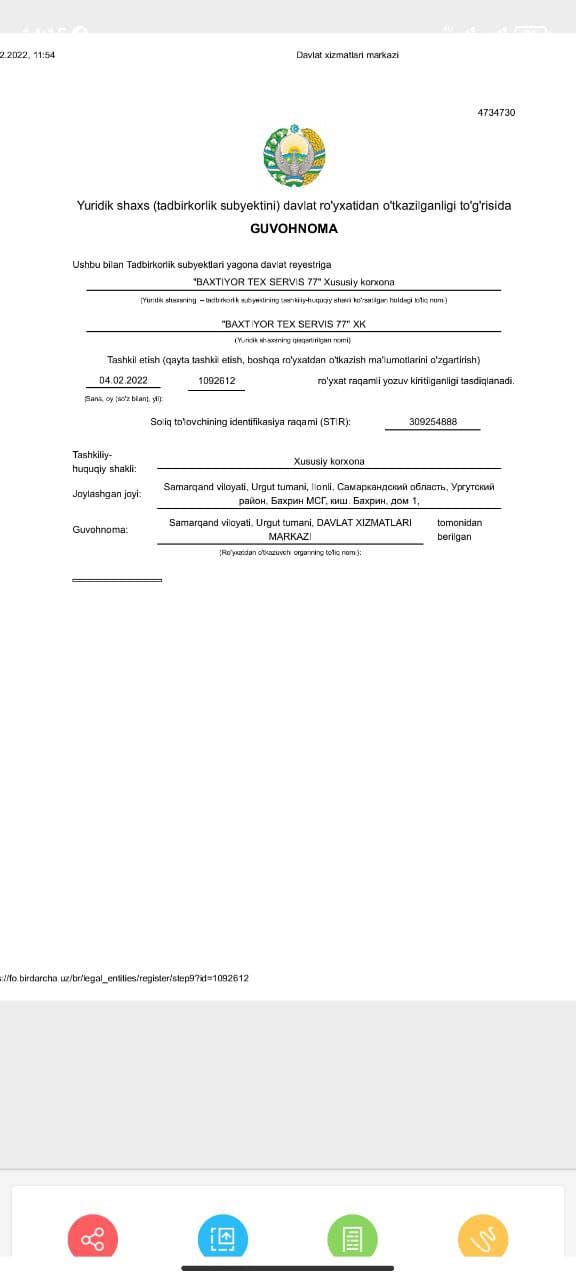 2.2022, 11:54
Davlat xizmatlari markazi
4734730
Yuridik shaxs (tadbirkorlik subyektini) davlat ro'yxatidan o'tkazilganligi to'g'risida
GUVOHNOMA
Ushbu bilan Tadbirkorlik subyektlari yagona davlat reyestriga
"BAXTIYOR TEX SERVIS 77" Xususiy korxona
(Yuridik shaxsning – tadbirkorlik subyektining tashkiliy-huquqiy shakli ko'rsatilgan holdagi to'liq nomi)
"BAXTIYOR TEX SERVIS 77" XK
(Yuridik shaxsning qisqartirilgan nomi)
Tashkil etish (qayta tashkil etish, boshqa ro'yxatdan o'tkazish ma'lumotlarini o'zgartirish)
04.02.2022 1092612 ro'yxat raqamli yozuv kiritilganligi tasdiqlanadi.
(Sana, oy (so'z bilan), yil):
Soliq to'lovchining identifikasiya raqami (STIR): 309254888
Tashkiliy-
huquqiy shakli: Xususiy korxona
Joylashgan joyi: Samarqand viloyati, Urgut tumani, Ilonli, Самаркандский область, Ургутский
район, Бахрин МСГ, киш. Бахрин, дом 1,
Guvohnoma: Samarqand viloyati, Urgut tumani, DAVLAT XIZMATLARI
MARKAZI
tomonidan
berilgan
(Ro'yxatdan o'tkazuvchi organning to'liq nomi):
://fo.birdarcha.uz/br/legal_entities/register/step9?id=1092612